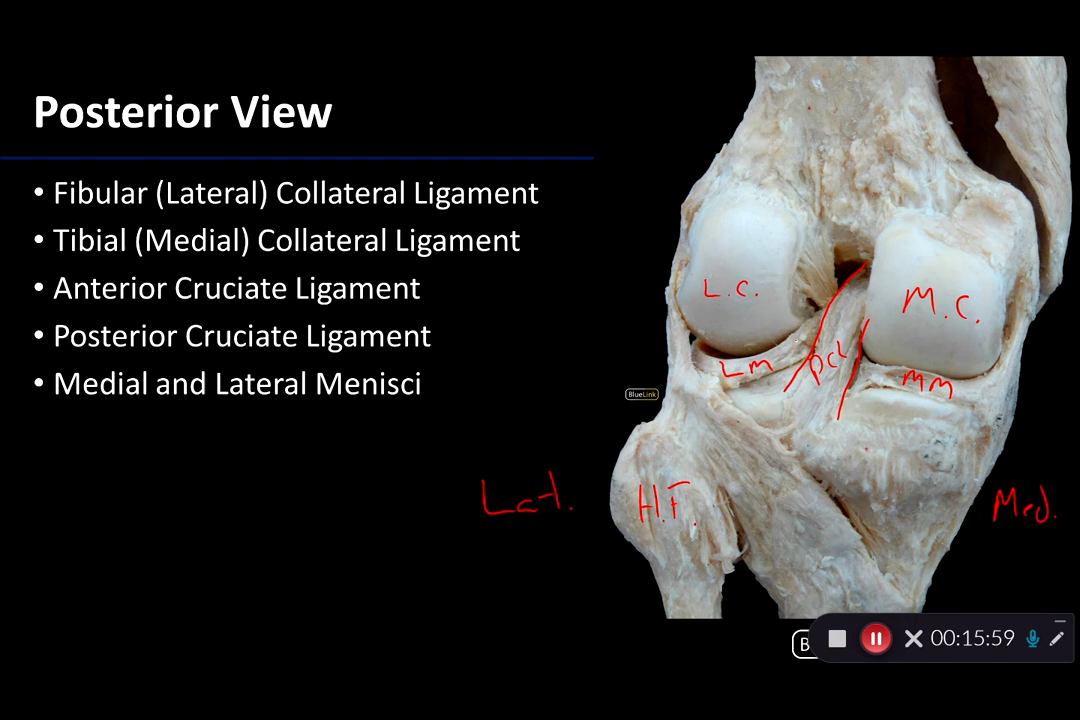 Posterior View
• Fibular (Lateral) Collateral Ligament
• Tibial (Medial) Collateral Ligament
• Anterior Cruciate Ligament
• Posterior Cruciate Ligament
• Medial and Lateral Menisci
L.C.
M.C.
LM
PCL
MM
BlueLink
Lat.
H.F.
Med.
B
00:15:59